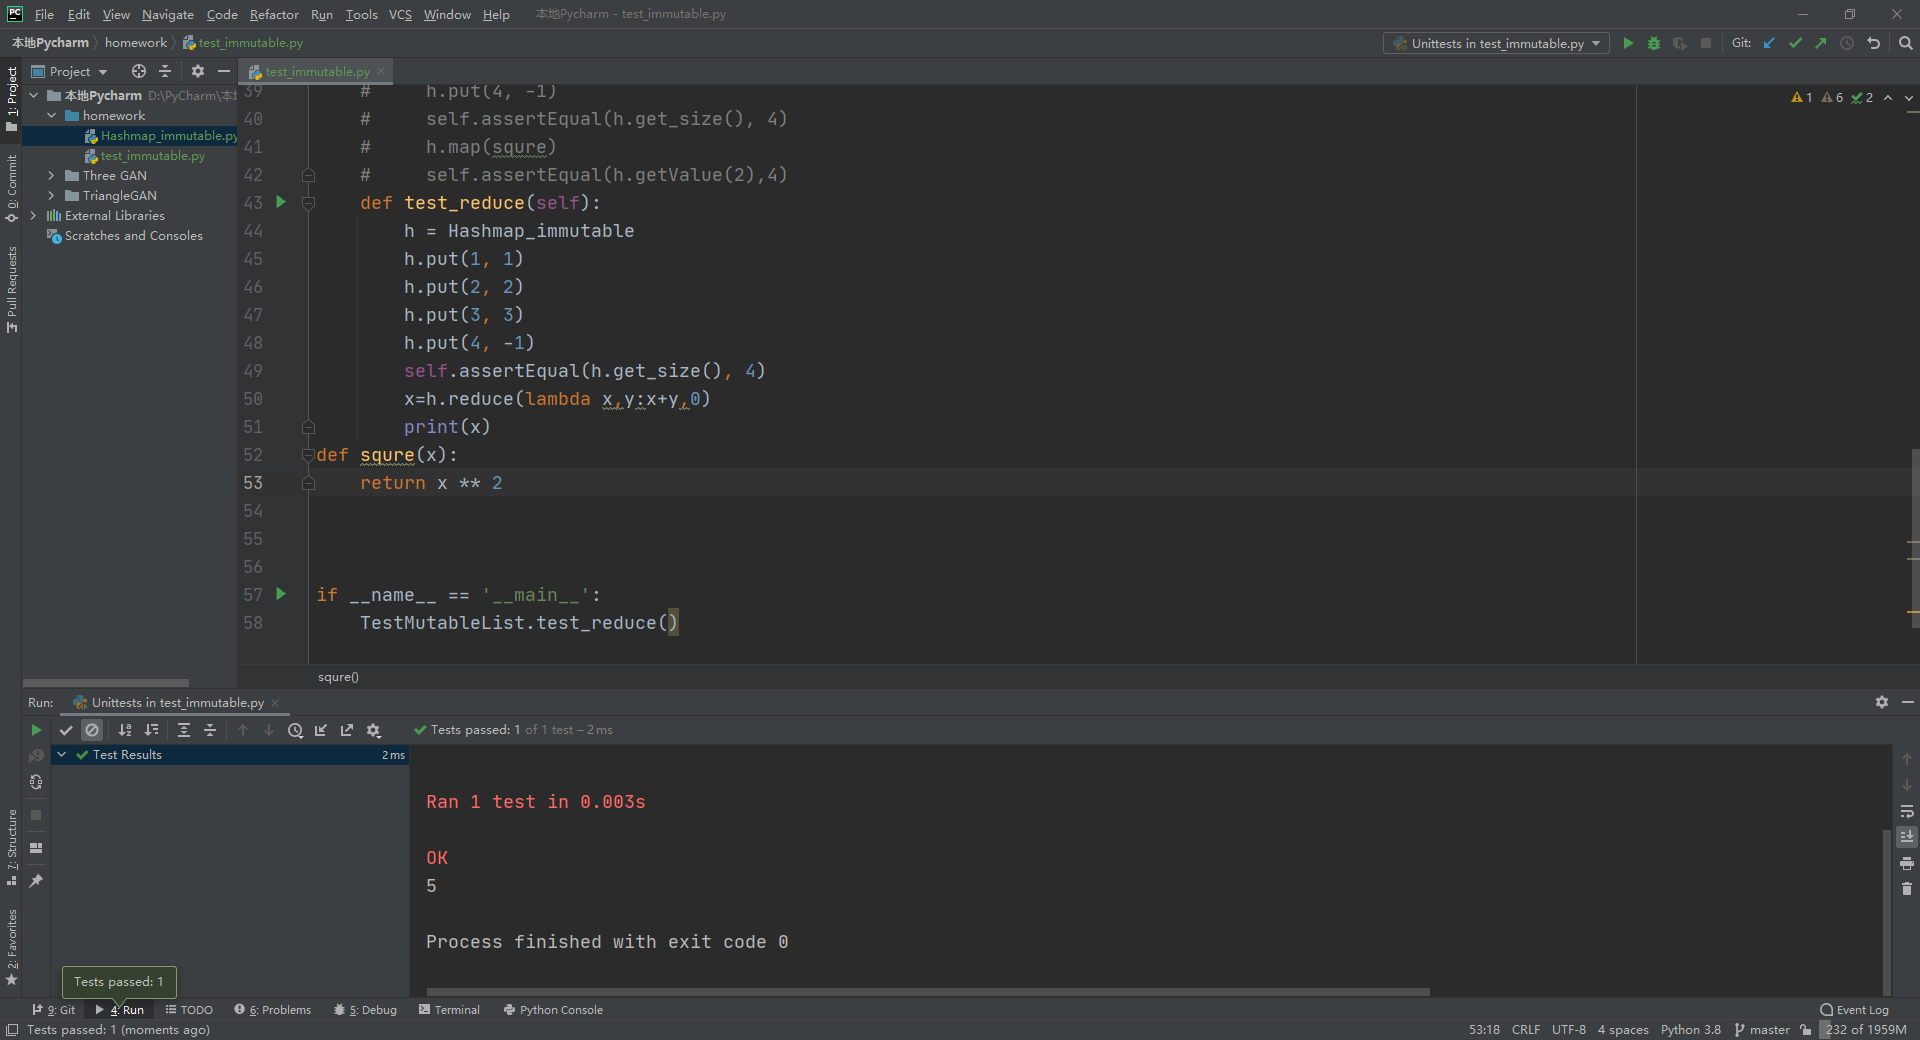 PC File Edit View Navigate Code Refactor Run Tools VCS Window Help 本地Pycharm - test_immutable.py
本地Pycharm homework test_immutable.py Unittests in test_immutable.py Git:
Project test_immutable.py
本地Pycharm D:\PyCharm\本
homework
Hashmap_immutable.py
test_immutable.py
Three GAN
TriangleGAN
External Libraries
Scratches and Consoles
1: Project
0: Commit
Pull Requests
7: Structure
2: Favorites
1 6 2
39 # h.put(4, -1)
40 # self.assertEqual(h.get_size(), 4)
41 # h.map(squre)
42 # self.assertEqual(h.getValue(2),4)
43 def test_reduce(self):
44 h = Hashmap_immutable
45 h.put(1, 1)
46 h.put(2, 2)
47 h.put(3, 3)
48 h.put(4, -1)
49 self.assertEqual(h.get_size(), 4)
50 x=h.reduce(lambda x,y:x+y,0)
51 print(x)
52 def squre(x):
53 return x ** 2
54
55
56
57 if __name__ == '__main__':
58 TestMutableList.test_reduce()
squre()
Run: Unittests in test_immutable.py
Tests passed: 1 of 1 test – 2 ms
Test Results 2 ms
Ran 1 test in 0.003s
OK
5
Process finished with exit code 0
Tests passed: 1
9: Git 4: Run TODO 6: Problems 5: Debug Terminal Python Console Event Log
Tests passed: 1 (moments ago) 53:18 CRLF UTF-8 4 spaces Python 3.8 master 232 of 1959M